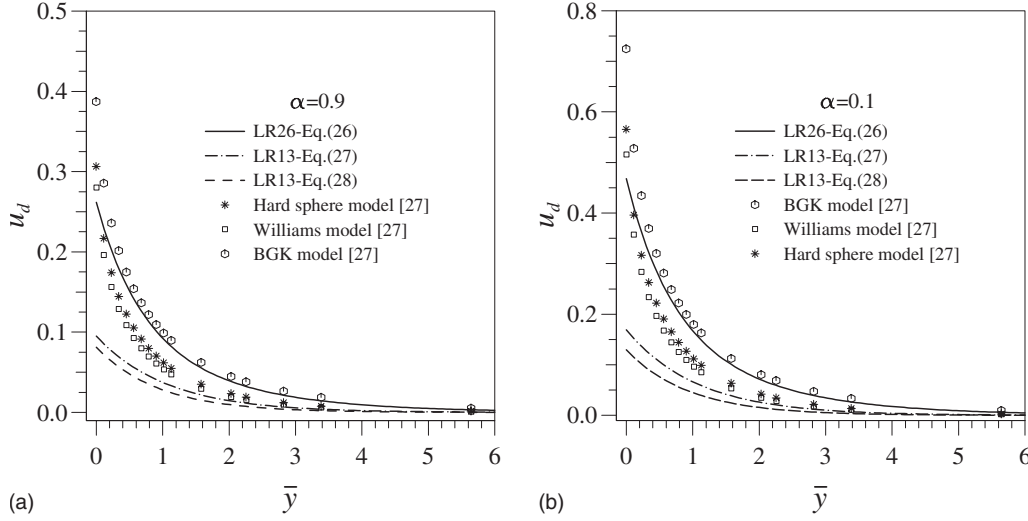 0.5
0.4
0.3
0.2
0.1
0.0
u_d
α=0.9
LR26-Eq.(26)
LR13-Eq.(27)
LR13-Eq.(28)
Hard sphere model [27]
Williams model [27]
BGK model [27]
0 1 2 3 4 5 6
ȳ
(a)
0.8
0.6
0.4
0.2
0.0
u_d
α=0.1
LR26-Eq.(26)
LR13-Eq.(27)
LR13-Eq.(28)
BGK model [27]
Williams model [27]
Hard sphere model [27]
0 1 2 3 4 5 6
ȳ
(b)